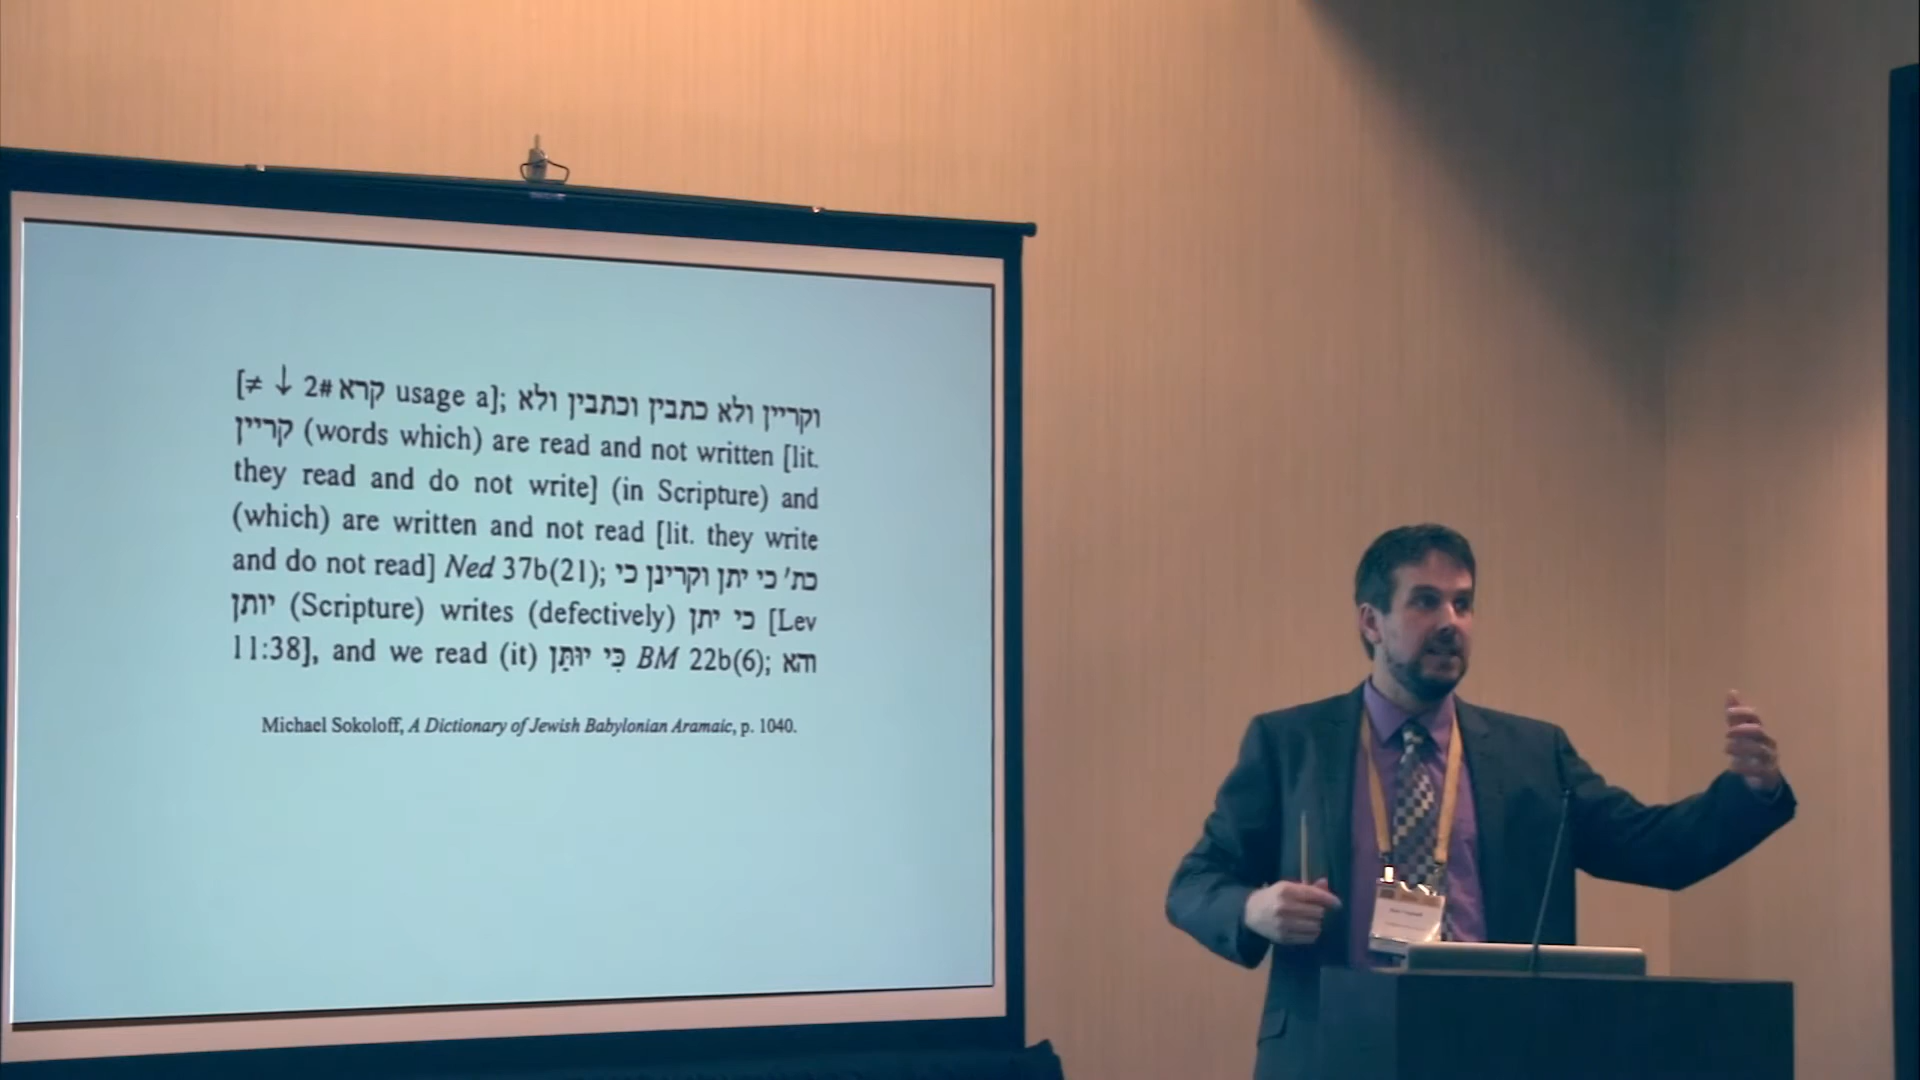 [≠ ↓ 2# קרא usage a]; וקריין ולא כתבין וכתבין ולא
קריין (words which) are read and not written [lit.
they read and do not write] (in Scripture) and
(which) are written and not read [lit. they write
and do not read] Ned 37b(21); כת' כי יתן וקרינן כי
יותן (Scripture) writes (defectively) כי יתן [Lev
11:38], and we read (it) כִּי יוּתַּן BM 22b(6); והא
Michael Sokoloff, A Dictionary of Jewish Babylonian Aramaic, p. 1040.